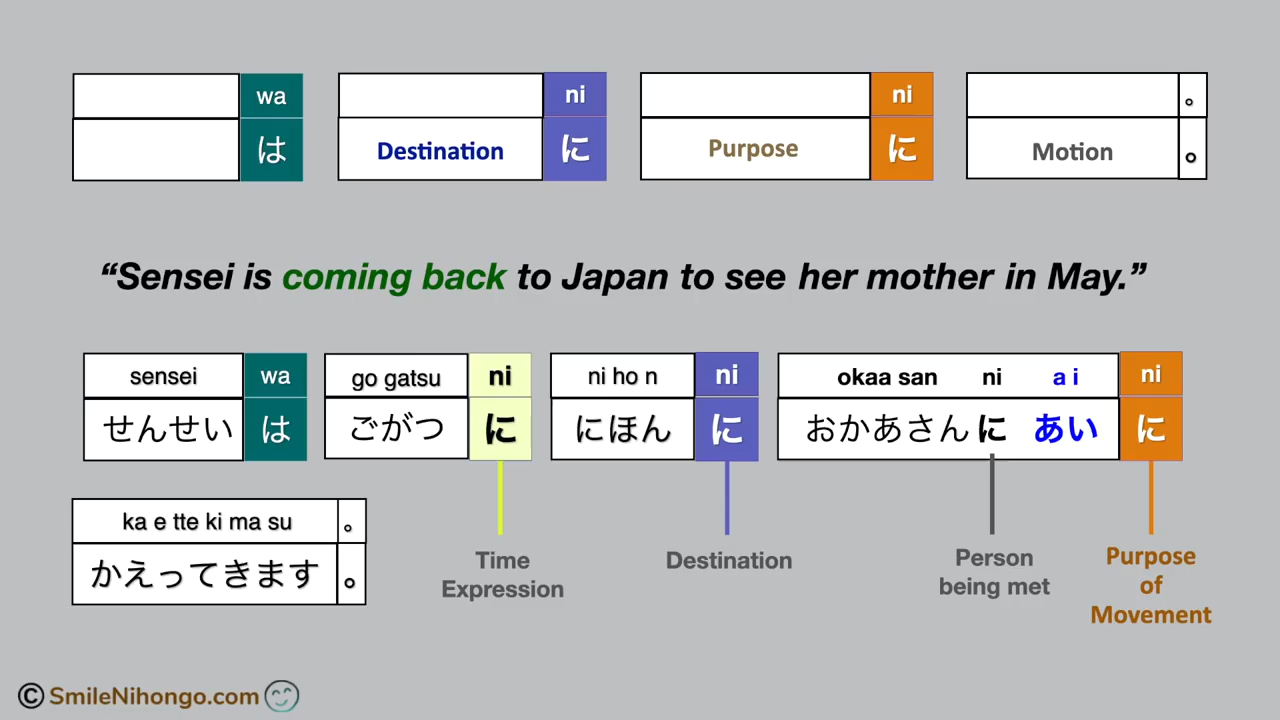 wa ni ni 。
は Destination に Purpose に Motion 。
“Sensei is coming back to Japan to see her mother in May.”
sensei wa go gatsu ni ni ho n ni okaa san ni a i ni
せんせい は ごがつ に にほん に おかあさん に あい に
ka e tte ki ma su 。
かえってきます 。
Time
Expression
Destination
Person
being met
Purpose
of
Movement
© SmileNihongo.com